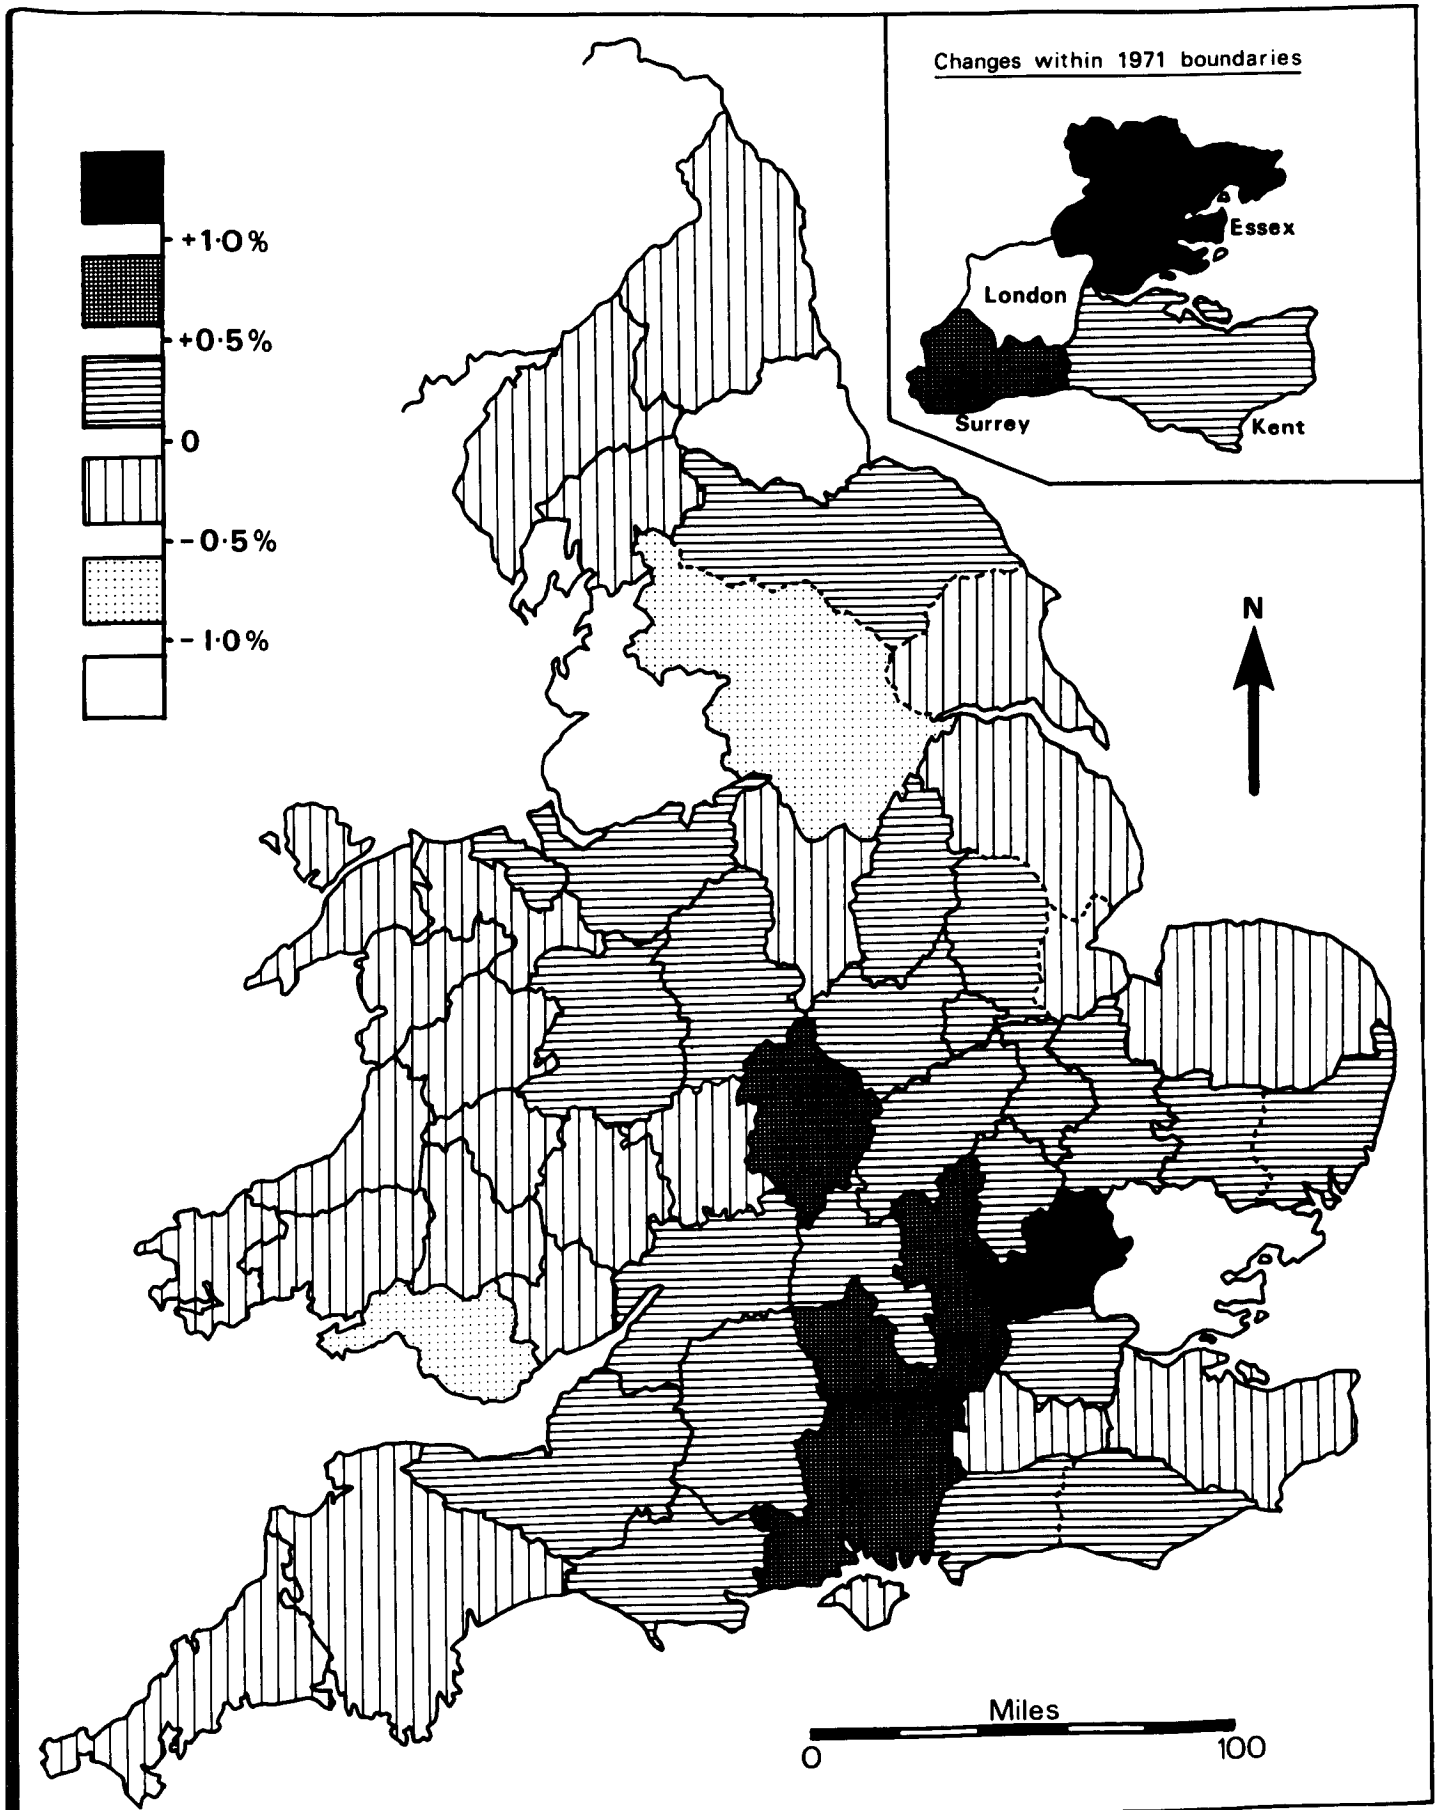 Changes within 1971 boundaries
Essex
London
Surrey
Kent
+1·0%
+0·5%
0
-0·5%
-1·0%
N
Miles
0 100